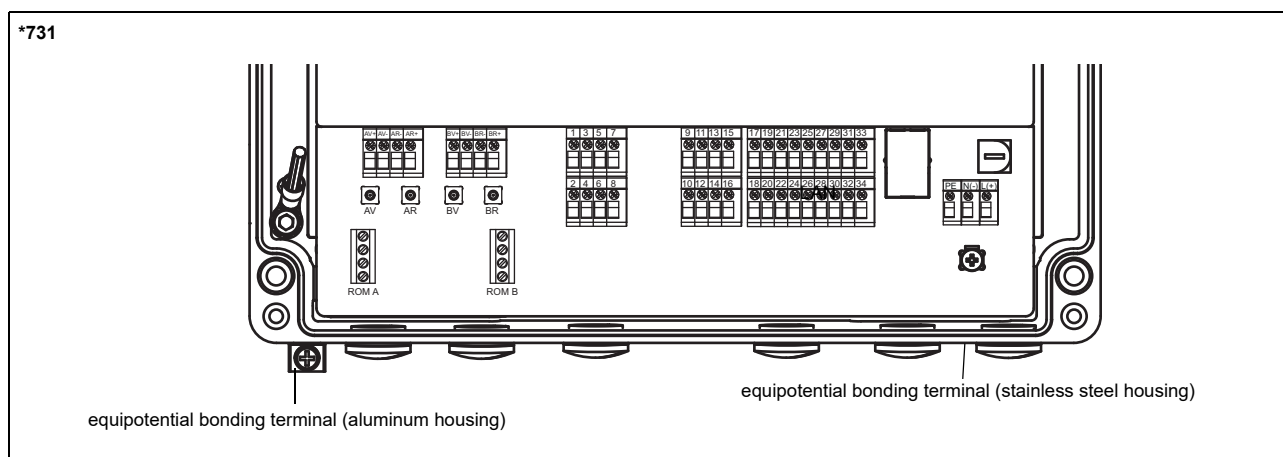 *731
AV+ AV- AR- AR+ BV+ BV- BR- BR+ 1 3 5 7 9 11 13 15 17 19 21 23 25 27 29 31 33
2 4 6 8 10 12 14 16 18 20 22 24 26 28 30 32 34 PE N(-) L(+)
AV AR BV BR
ROM A ROM B
equipotential bonding terminal (stainless steel housing)
equipotential bonding terminal (aluminum housing)